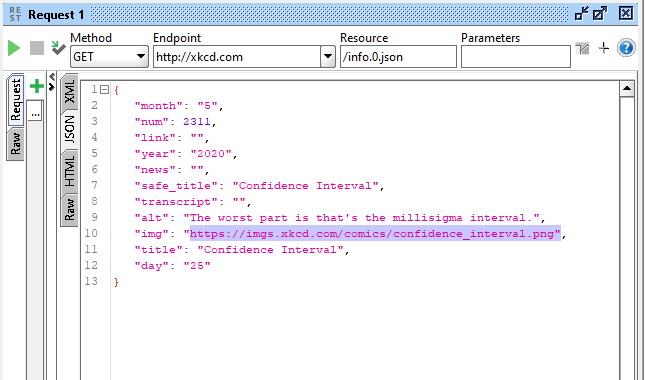 RE
ST
Request 1
Method
Endpoint
Resource
Parameters
GET
http://xkcd.com
/info.0.json
Request
Raw
...
XML
JSON
HTML
Raw
1 {
2 "month": "5",
3 "num": 2311,
4 "link": "",
5 "year": "2020",
6 "news": "",
7 "safe_title": "Confidence Interval",
8 "transcript": "",
9 "alt": "The worst part is that's the millisigma interval.",
10 "img": "https://imgs.xkcd.com/comics/confidence_interval.png",
11 "title": "Confidence Interval",
12 "day": "25"
13 }